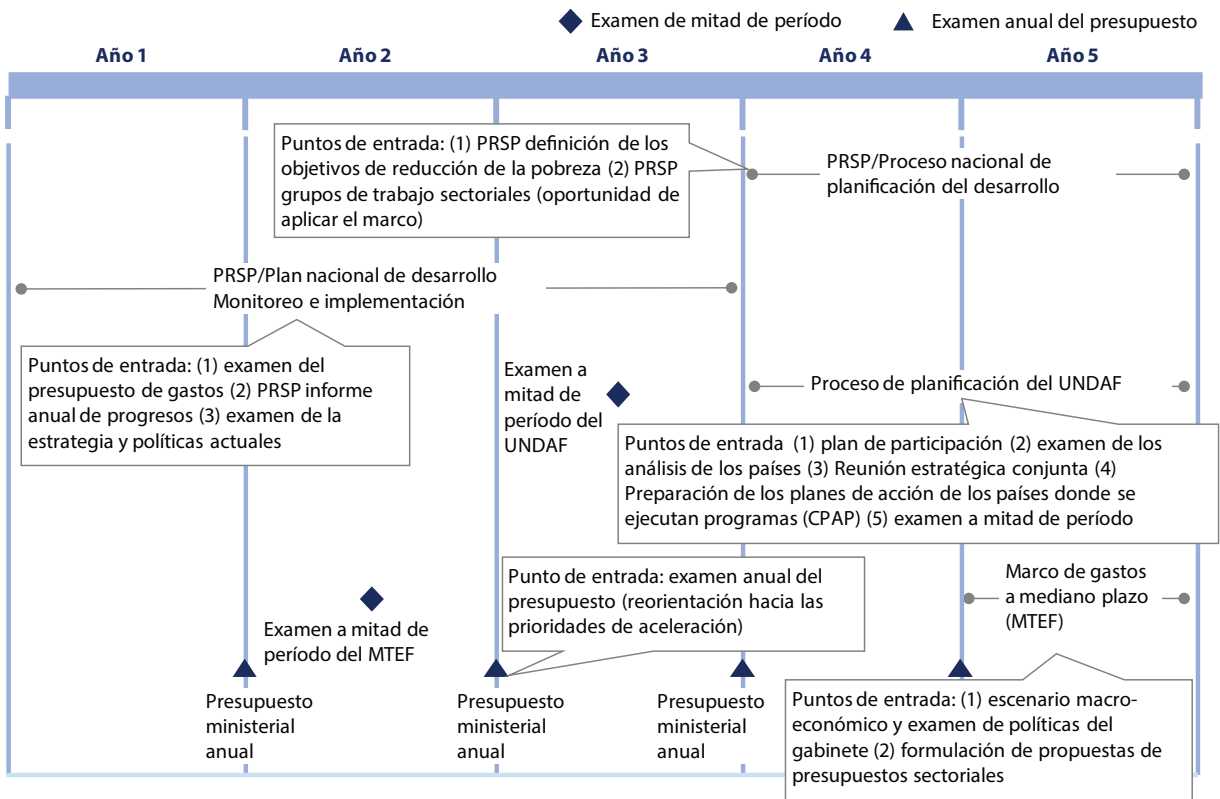 Examen de mitad de período
Examen anual del presupuesto
Año 1
Año 2
Año 3
Año 4
Año 5
Puntos de entrada: (1) PRSP definición de los
objetivos de reducción de la pobreza (2) PRSP
grupos de trabajo sectoriales (oportunidad de
aplicar el marco)
PRSP/Proceso nacional de
planificación del desarrollo
PRSP/Plan nacional de desarrollo
Monitoreo e implementación
Puntos de entrada: (1) examen del
presupuesto de gastos (2) PRSP informe
anual de progresos (3) examen de la
estrategia y políticas actuales
Examen a
mitad de
período del
UNDAF
Proceso de planificación del UNDAF
Puntos de entrada (1) plan de participación (2) examen de los
análisis de los países (3) Reunión estratégica conjunta (4)
Preparación de los planes de acción de los países donde se
ejecutan programas (CPAP) (5) examen a mitad de período
Punto de entrada: examen anual del
presupuesto (reorientación hacia las
prioridades de aceleración)
Marco de gastos
a mediano plazo
(MTEF)
Examen a mitad de
período del MTEF
Presupuesto
ministerial
anual
Presupuesto
ministerial
anual
Presupuesto
ministerial
anual
Puntos de entrada: (1) escenario macro-
económico y examen de políticas del
gabinete (2) formulación de propuestas de
presupuestos sectoriales